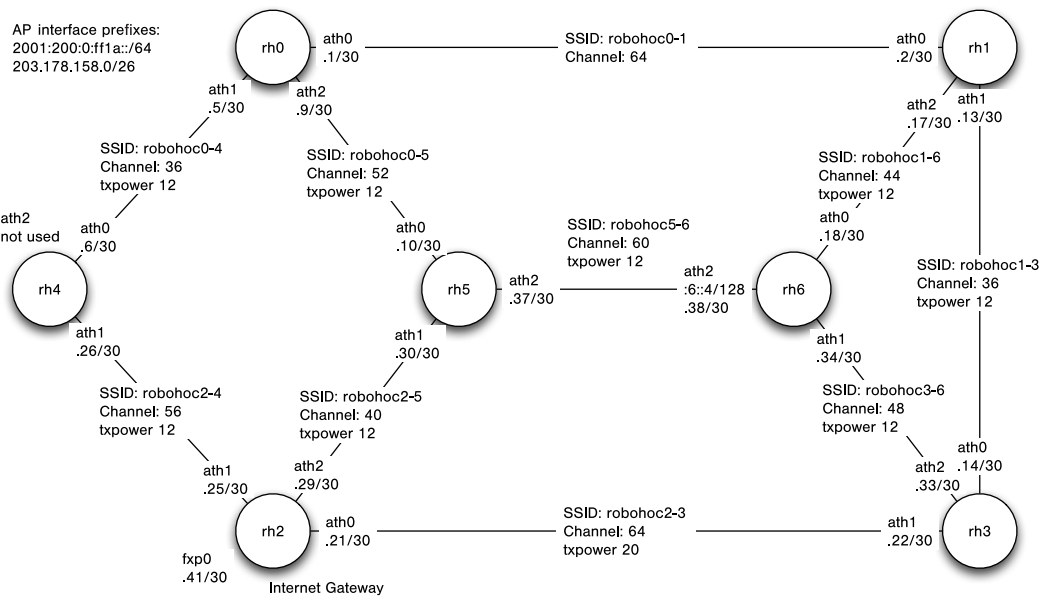 AP interface prefixes:
2001:200:0:ff1a::/64
203.178.158.0/26
rh0
ath0
.1/30
SSID: robohoc0-1
Channel: 64
ath0
.2/30
rh1
ath1
.5/30
ath2
.9/30
ath2
.17/30
ath1
.13/30
SSID: robohoc0-4
Channel: 36
txpower 12
SSID: robohoc0-5
Channel: 52
txpower 12
SSID: robohoc1-6
Channel: 44
txpower 12
ath2
not used
ath0
.6/30
ath0
.10/30
SSID: robohoc5-6
Channel: 60
txpower 12
ath0
.18/30
SSID: robohoc1-3
Channel: 36
txpower 12
rh4
rh5
ath2
.37/30
ath2
:6::4/128
.38/30
rh6
ath1
.26/30
ath1
.30/30
ath1
.34/30
SSID: robohoc2-4
Channel: 56
txpower 12
SSID: robohoc2-5
Channel: 40
txpower 12
SSID: robohoc3-6
Channel: 48
txpower 12
ath1
.25/30
ath2
.29/30
ath2
.33/30
ath0
.14/30
rh2
ath0
.21/30
SSID: robohoc2-3
Channel: 64
txpower 20
ath1
.22/30
rh3
fxp0
.41/30
Internet Gateway